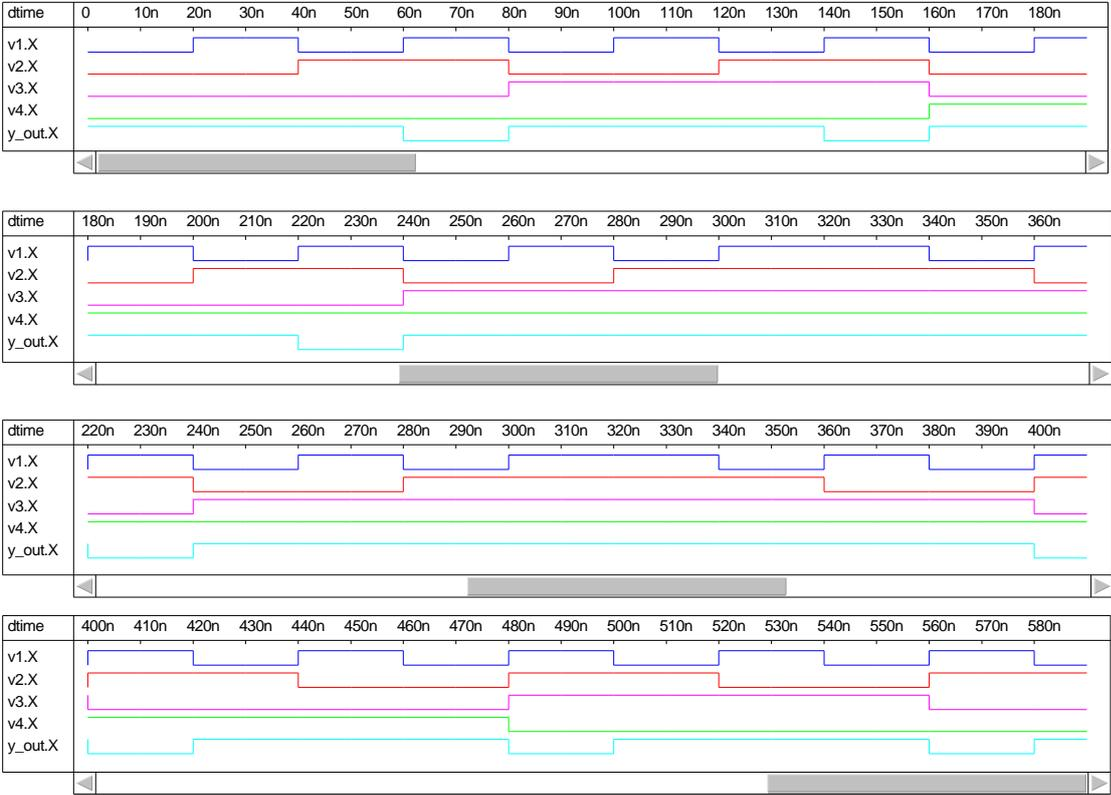 dtime 0 10n 20n 30n 40n 50n 60n 70n 80n 90n 100n 110n 120n 130n 140n 150n 160n 170n 180n
v1.X
v2.X
v3.X
v4.X
y_out.X
dtime 180n 190n 200n 210n 220n 230n 240n 250n 260n 270n 280n 290n 300n 310n 320n 330n 340n 350n 360n
v1.X
v2.X
v3.X
v4.X
y_out.X
dtime 220n 230n 240n 250n 260n 270n 280n 290n 300n 310n 320n 330n 340n 350n 360n 370n 380n 390n 400n
v1.X
v2.X
v3.X
v4.X
y_out.X
dtime 400n 410n 420n 430n 440n 450n 460n 470n 480n 490n 500n 510n 520n 530n 540n 550n 560n 570n 580n
v1.X
v2.X
v3.X
v4.X
y_out.X